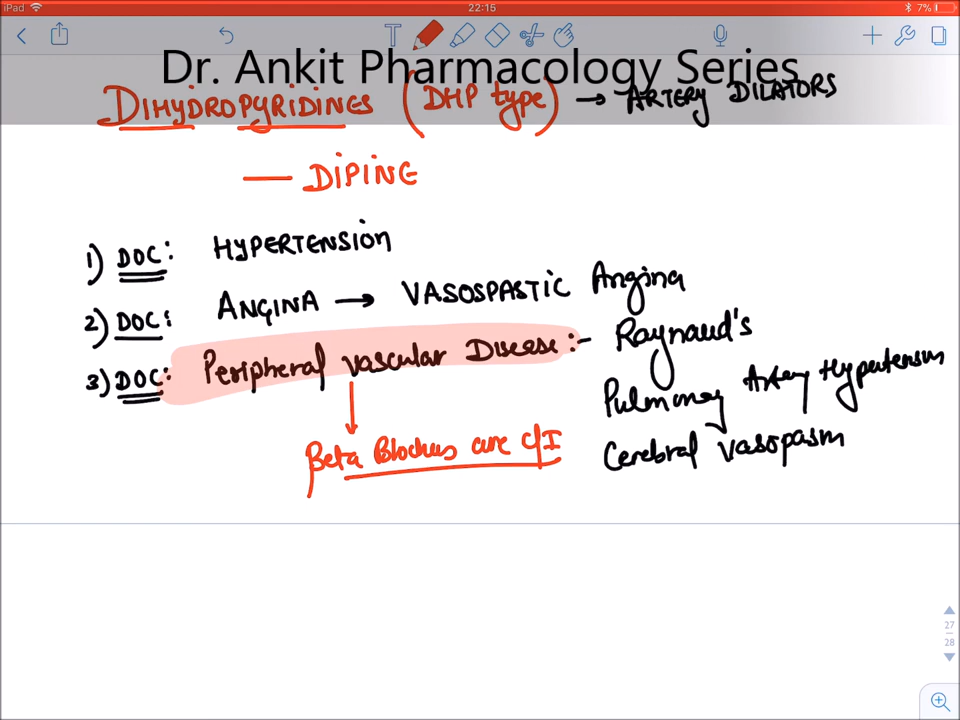 iPad 22:15 7%
T
Dr. Ankit Pharmacology Series
DIHYDROPYRIDINES (DHP type) → ARTERY DILATORS
— DIPINE
1) DOC: HYPERTENSION
2) DOC: ANGINA → VASOSPASTIC Angina
3) DOC: Peripheral vascular Disease :- Raynaud's
Pulmonary Artery Hypertension
Beta Blockers are C/I Cerebral vasopasm
27
28